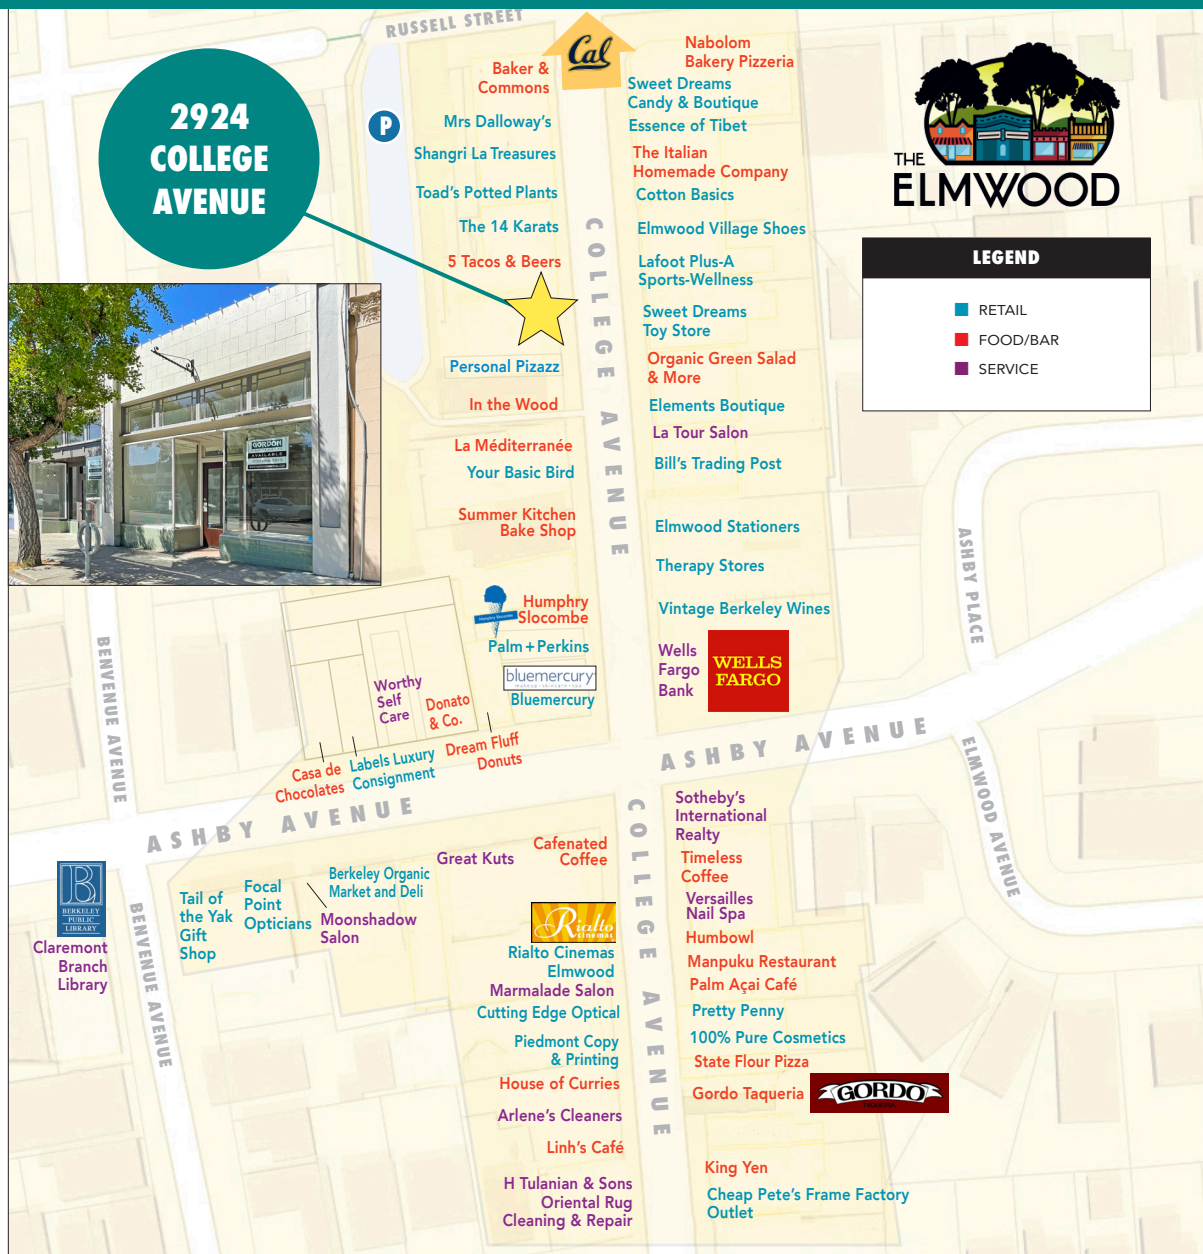 RUSSELL STREET
Cal
2924
COLLEGE
AVENUE
P
Baker &
Commons
Mrs Dalloway's
Shangri La Treasures
Toad's Potted Plants
The 14 Karats
5 Tacos & Beers
Personal Pizazz
In the Wood
La Méditerranée
Your Basic Bird
Summer Kitchen
Bake Shop
Humphry Slocombe
Humphry
Slocombe
Palm + Perkins
bluemercury
Bluemercury
COLLEGE AVENUE
Nabolom
Bakery Pizzeria
Sweet Dreams
Candy & Boutique
Essence of Tibet
The Italian
Homemade Company
Cotton Basics
Elmwood Village Shoes
Lafoot Plus-A
Sports-Wellness
Sweet Dreams
Toy Store
Organic Green Salad
& More
Elements Boutique
La Tour Salon
Bill's Trading Post
Elmwood Stationers
Therapy Stores
Vintage Berkeley Wines
Wells
Fargo
Bank
WELLS
FARGO
THE
ELMWOOD
LEGEND
RETAIL
FOOD/BAR
SERVICE
GORDON
AVAILABLE
ASHBY PLACE
BENVENUE AVENUE
Worthy
Self
Care
Donato
& Co.
Dream Fluff
Donuts
Labels Luxury
Consignment
Casa de
Chocolates
ASHBY AVENUE
ASHBY AVENUE
ELMWOOD AVENUE
B
BERKELEY
PUBLIC
LIBRARY
Claremont
Branch
Library
BENVENUE AVENUE
Tail of
the Yak
Gift
Shop
Focal
Point
Opticians
Berkeley Organic
Market and Deli
Moonshadow
Salon
Great Kuts
Cafenated
Coffee
Rialto
cinemas
Rialto Cinemas
Elmwood
Marmalade Salon
Cutting Edge Optical
Piedmont Copy
& Printing
House of Curries
Arlene's Cleaners
Linh's Café
H Tulanian & Sons
Oriental Rug
Cleaning & Repair
COLLEGE AVENUE
Sotheby's
International
Realty
Timeless
Coffee
Versailles
Nail Spa
Humbowl
Manpuku Restaurant
Palm Açai Café
Pretty Penny
100% Pure Cosmetics
State Flour Pizza
Gordo Taqueria
GORDO
King Yen
Cheap Pete's Frame Factory
Outlet